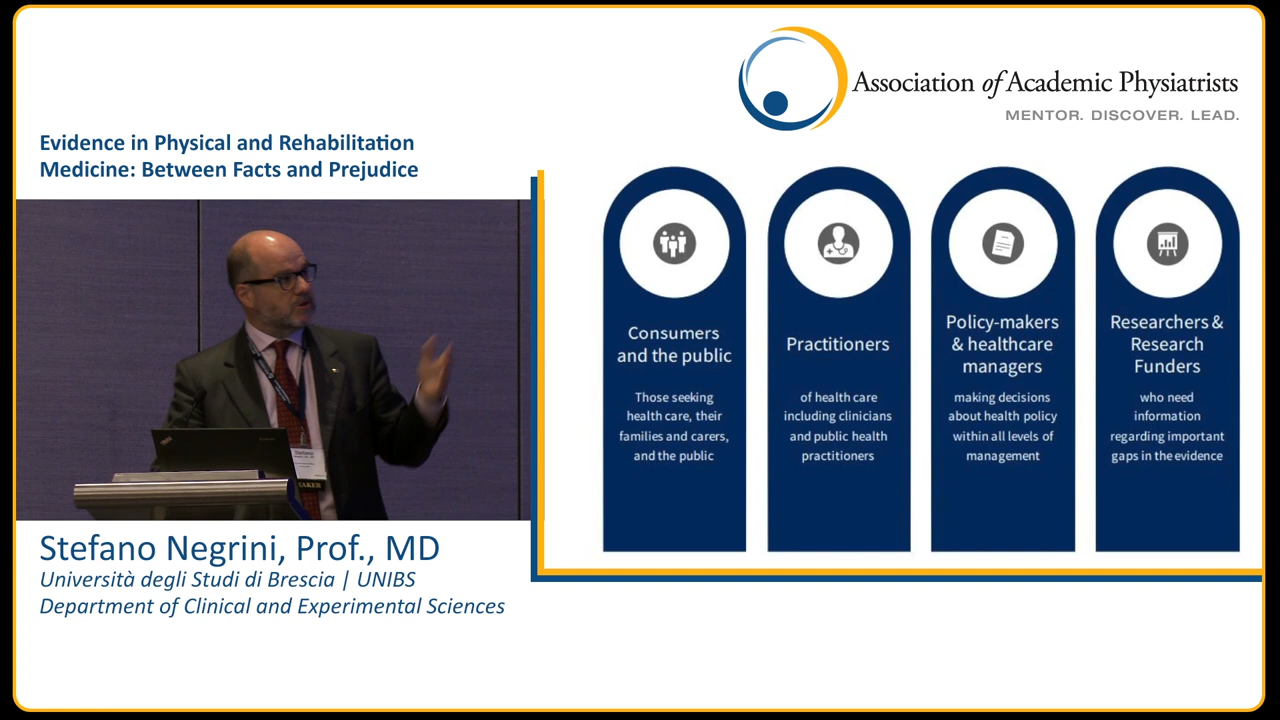 Association of Academic Physiatrists
MENTOR. DISCOVER. LEAD.
Evidence in Physical and Rehabilitation
Medicine: Between Facts and Prejudice
Consumers
and the public
Those seeking
health care, their
families and carers,
and the public
Practitioners
of health care
including clinicians
and public health
practitioners
Policy-makers
& healthcare
managers
making decisions
about health policy
within all levels of
management
Researchers &
Research
Funders
who need
information
regarding important
gaps in the evidence
Stefano Negrini, Prof., MD
Università degli Studi di Brescia | UNIBS
Department of Clinical and Experimental Sciences